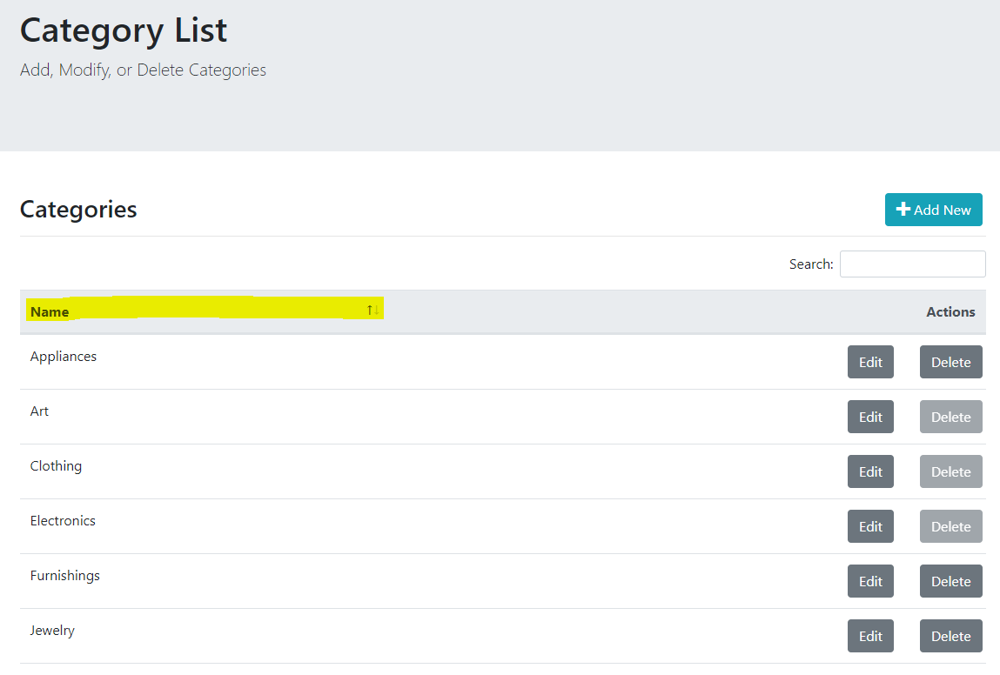 Category List
Add, Modify, or Delete Categories
Categories
Add New
Search:
Name Actions
Appliances Edit Delete
Art Edit Delete
Clothing Edit Delete
Electronics Edit Delete
Furnishings Edit Delete
Jewelry Edit Delete